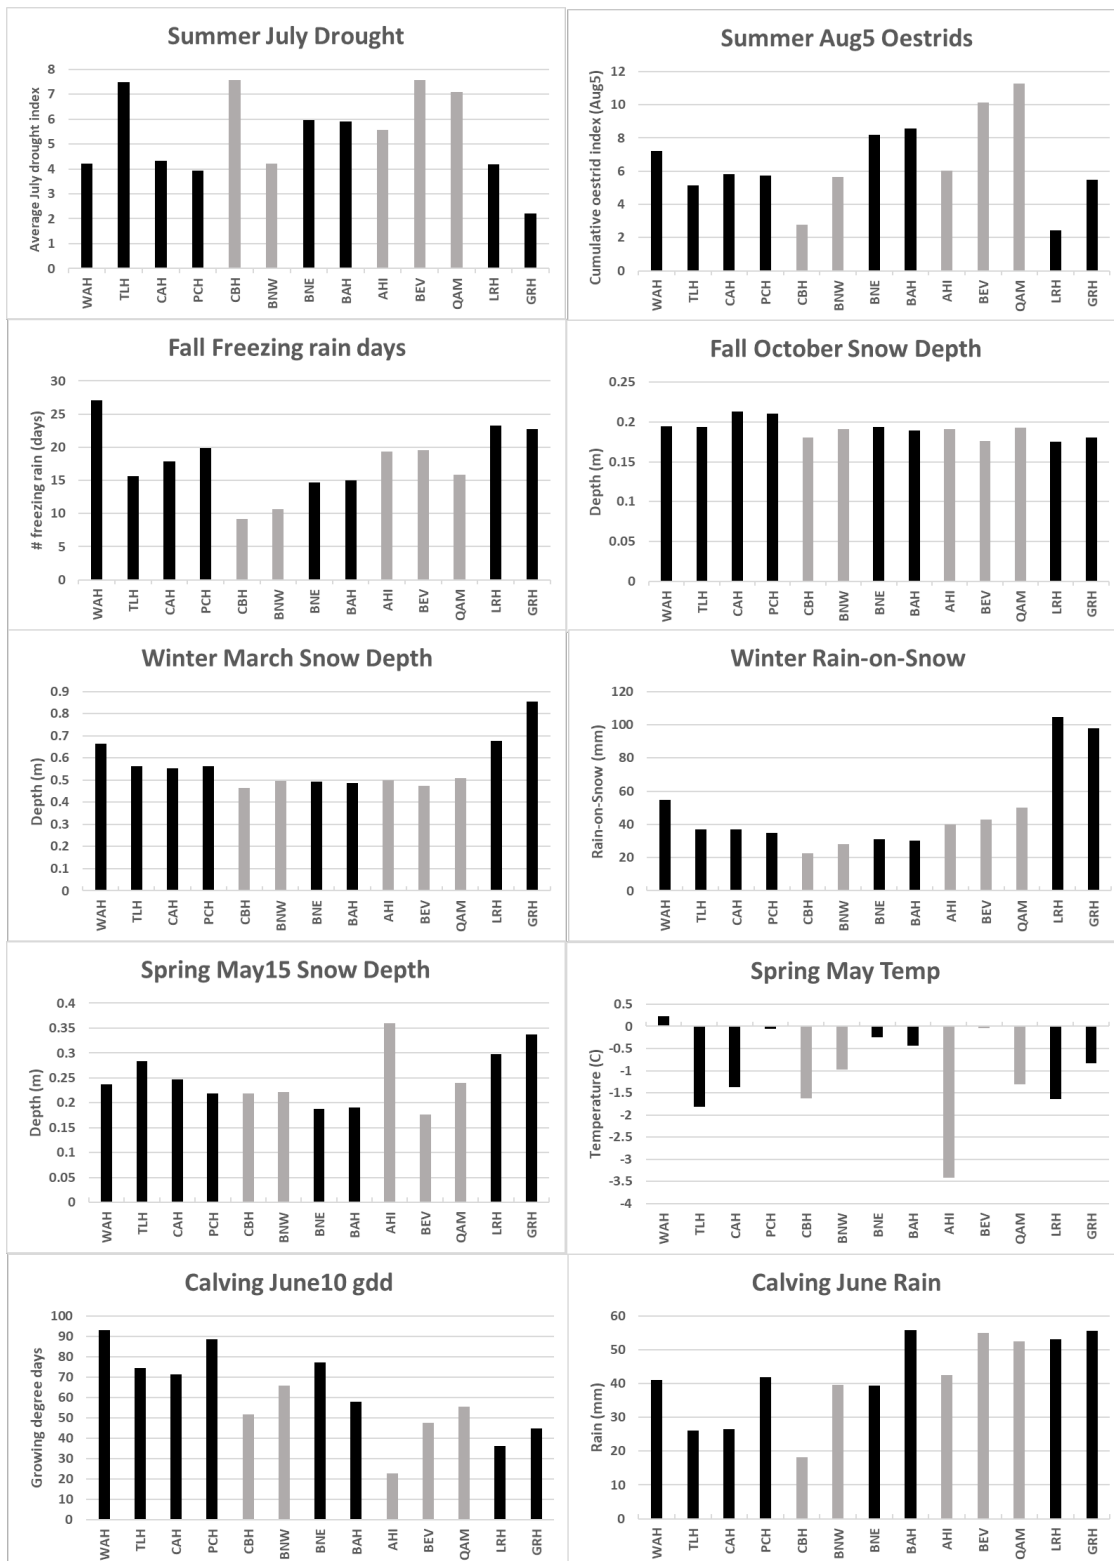 Summer July Drought
Average July drought index
8
7
6
5
4
3
2
1
0
WAH TLH CAH PCH CBH BNW BNE BAH AHI BEV QAM LRH GRH
Summer Aug5 Oestrids
Cumulative oestrid index (Aug5)
12
10
8
6
4
2
0
WAH TLH CAH PCH CBH BNW BNE BAH AHI BEV QAM LRH GRH
Fall Freezing rain days
# freezing rain (days)
30
25
20
15
10
5
0
WAH TLH CAH PCH CBH BNW BNE BAH AHI BEV QAM LRH GRH
Fall October Snow Depth
Depth (m)
0.25
0.2
0.15
0.1
0.05
0
WAH TLH CAH PCH CBH BNW BNE BAH AHI BEV QAM LRH GRH
Winter March Snow Depth
Depth (m)
0.9
0.8
0.7
0.6
0.5
0.4
0.3
0.2
0.1
0
WAH TLH CAH PCH CBH BNW BNE BAH AHI BEV QAM LRH GRH
Winter Rain-on-Snow
Rain-on-Snow (mm)
120
100
80
60
40
20
0
WAH TLH CAH PCH CBH BNW BNE BAH AHI BEV QAM LRH GRH
Spring May15 Snow Depth
Depth (m)
0.4
0.35
0.3
0.25
0.2
0.15
0.1
0.05
0
WAH TLH CAH PCH CBH BNW BNE BAH AHI BEV QAM LRH GRH
Spring May Temp
Temperature (C)
0.5
0
-0.5
-1
-1.5
-2
-2.5
-3
-3.5
-4
WAH TLH CAH PCH CBH BNW BNE BAH AHI BEV QAM LRH GRH
Calving June10 gdd
Growing degree days
100
90
80
70
60
50
40
30
20
10
0
WAH TLH CAH PCH CBH BNW BNE BAH AHI BEV QAM LRH GRH
Calving June Rain
Rain (mm)
60
50
40
30
20
10
0
WAH TLH CAH PCH CBH BNW BNE BAH AHI BEV QAM LRH GRH